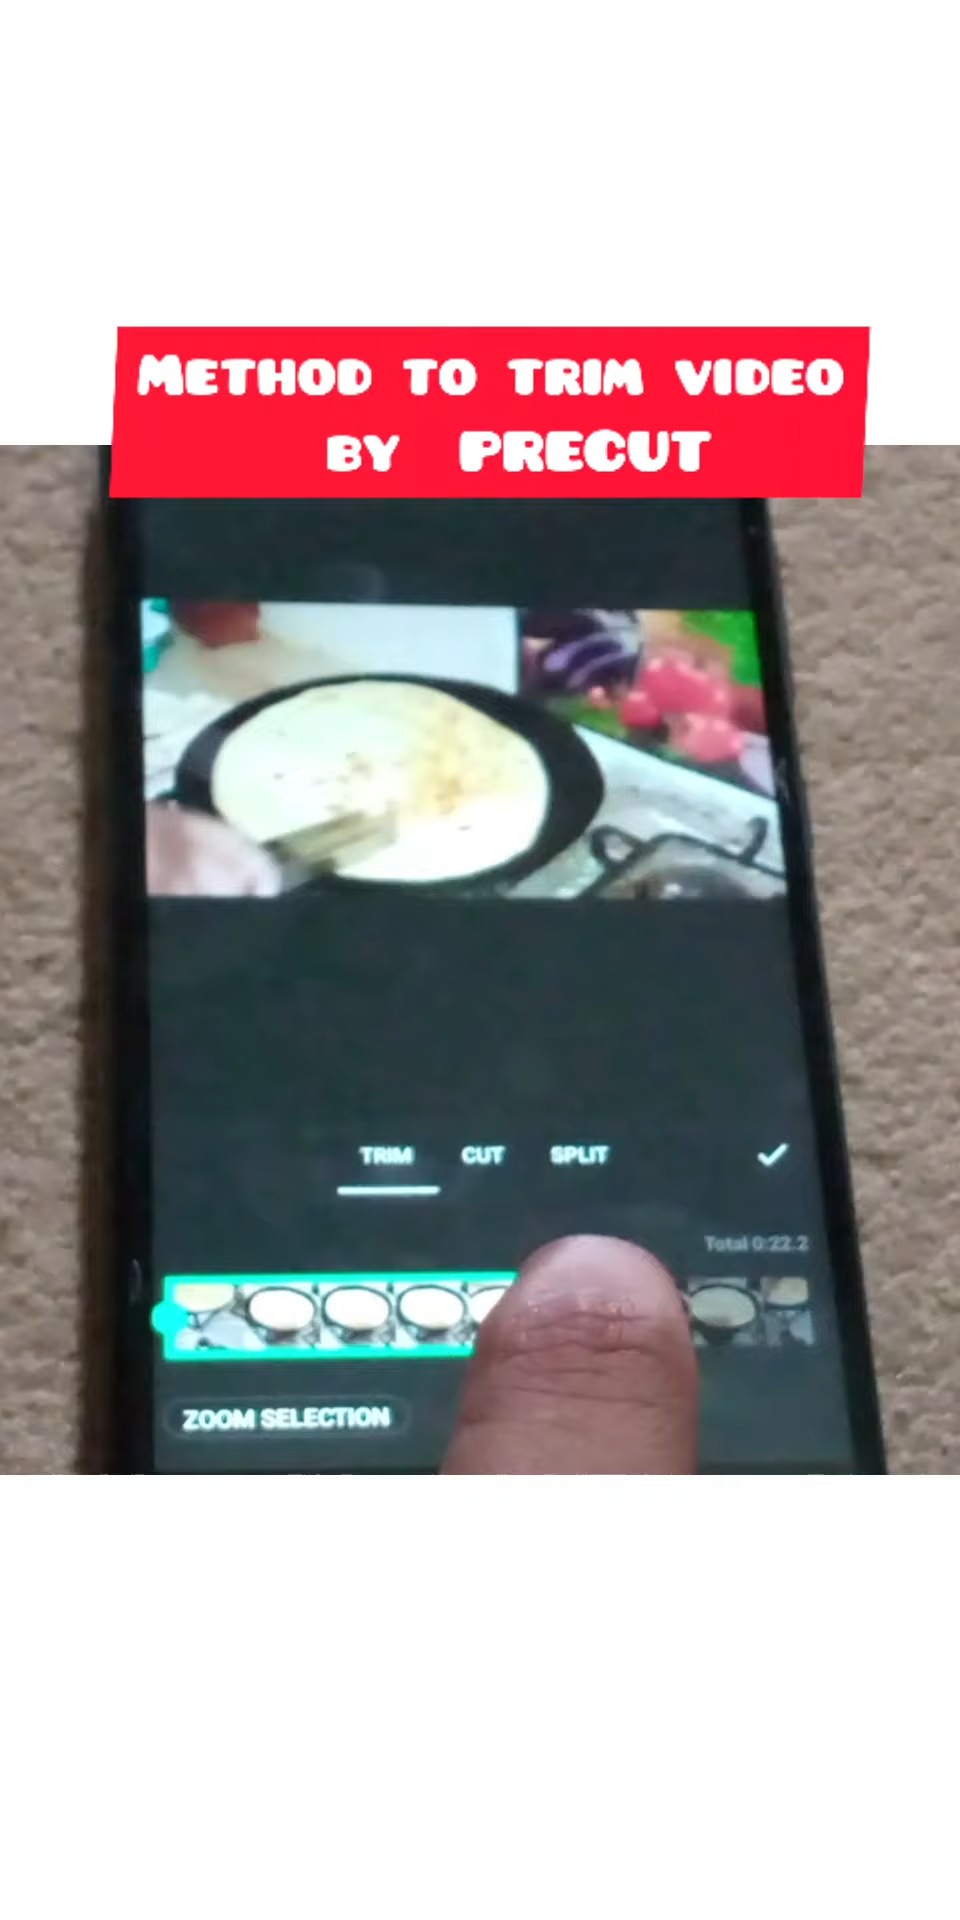 METHOD TO TRIM VIDEO
BY PRECUT
TRIM CUT SPLIT
Total 0:22.2
ZOOM SELECTION